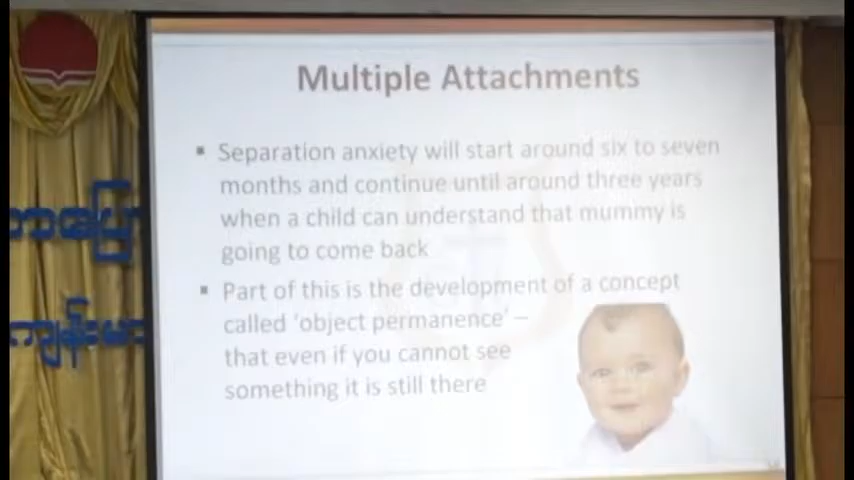 Multiple Attachments
▪ Separation anxiety will start around six to seven
months and continue until around three years
when a child can understand that mummy is
going to come back
▪ Part of this is the development of a concept
called ‘object permanence’ –
that even if you cannot see
something it is still there